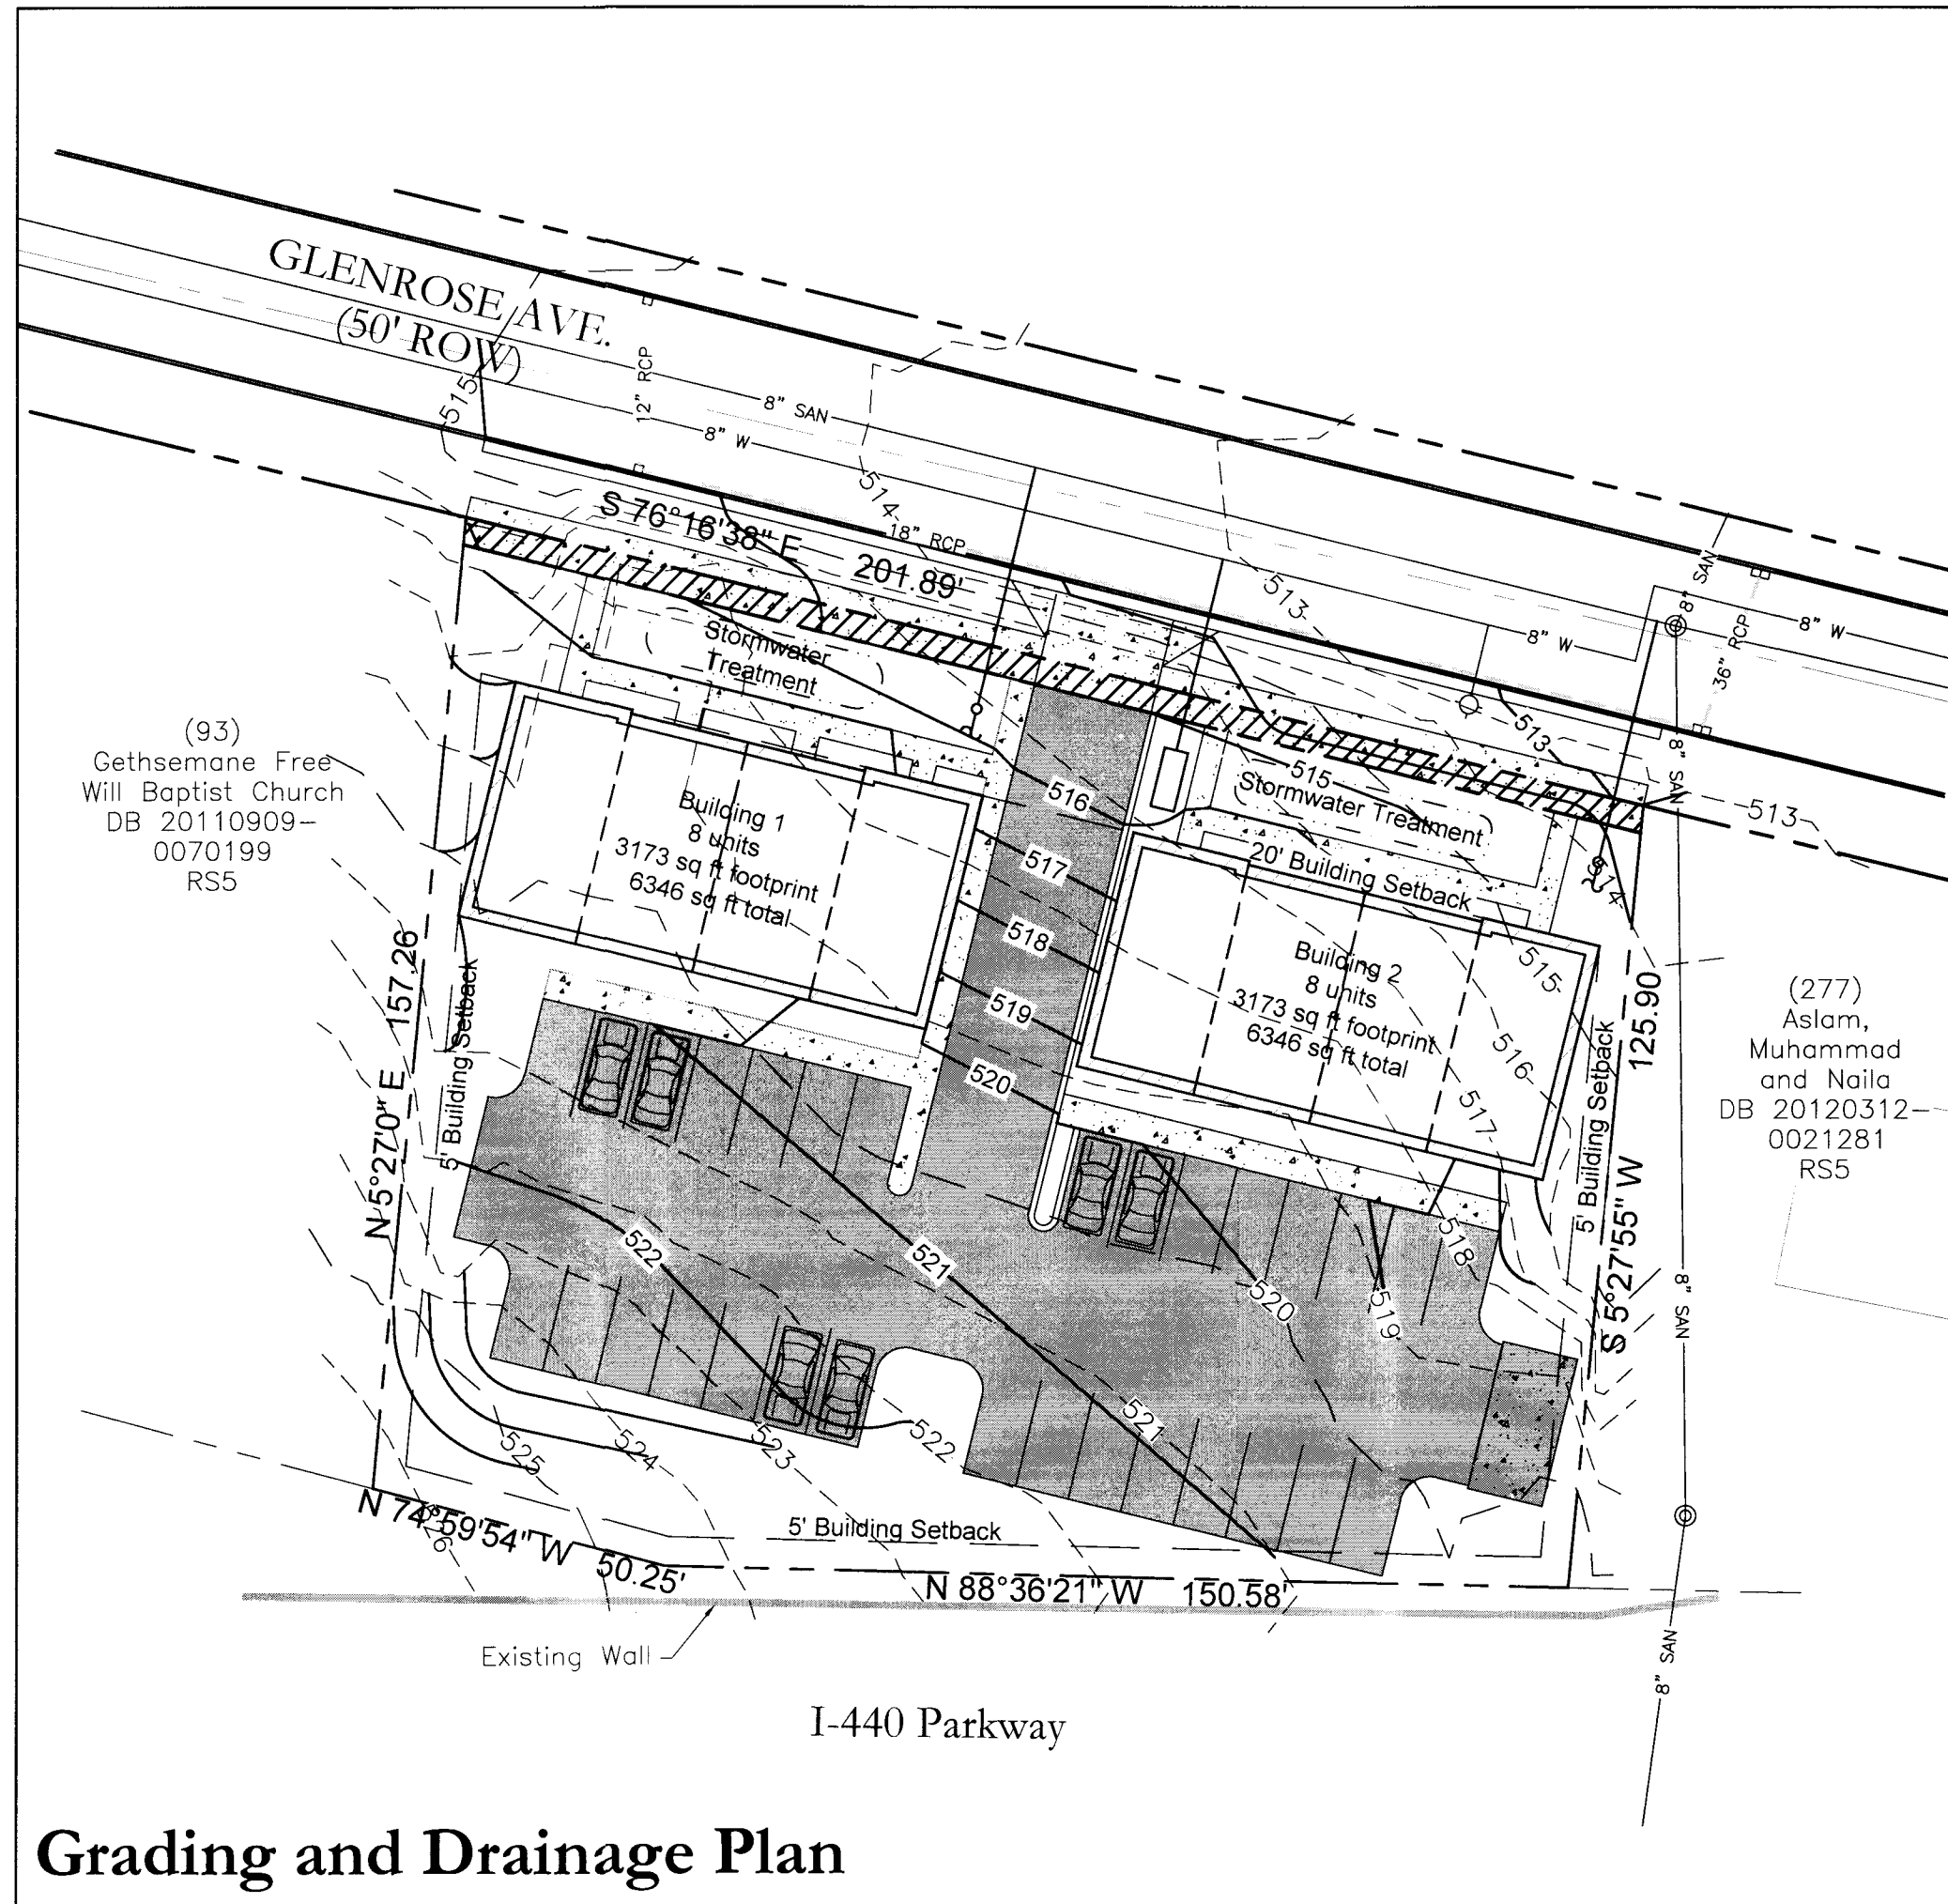 GLENROSE AVE.
(50' ROW)
515
12" RCP
8" SAN
8" W
514
18" RCP
S 76°16'38" E 201.89'
513
8" W
8" SAN
8" W
36" RCP
8" SAN
513
513
Stormwater
Treatment
515
Stormwater Treatment
20' Building Setback
514
(93)
Gethsemane Free
Will Baptist Church
DB 20110909-
0070199
RS5
Building 1
8 units
3173 sq ft footprint
6346 sq ft total
516
517
518
519
520
Building 2
8 units
3173 sq ft footprint
6346 sq ft total
515
516
517
518
(277)
Aslam,
Muhammad
and Naila
DB 20120312-
0021281
RS5
N 5°27'0" E 157.26
5' Building Setback
S 5°27'55" W 125.90
5' Building Setback
522
521
520
519
8" SAN
521
522
523
524
525
526
N 74°59'54" W 50.25'
5' Building Setback
N 88°36'21" W 150.58'
Existing Wall
8" SAN
I-440 Parkway
Grading and Drainage Plan